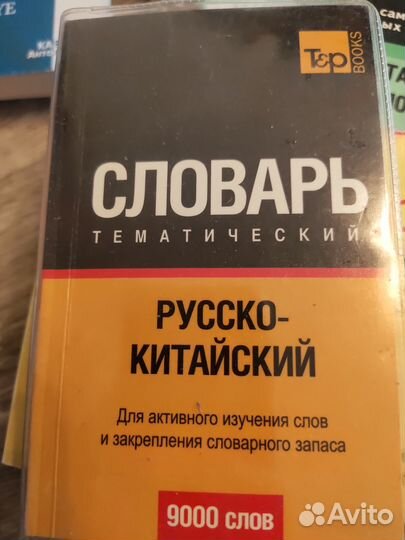 T&P
BOOKS
СЛОВАРЬ
ТЕМАТИЧЕСКИЙ
РУССКО-
КИТАЙСКИЙ
Для активного изучения слов
и закрепления словарного запаса
9000 слов
Avito